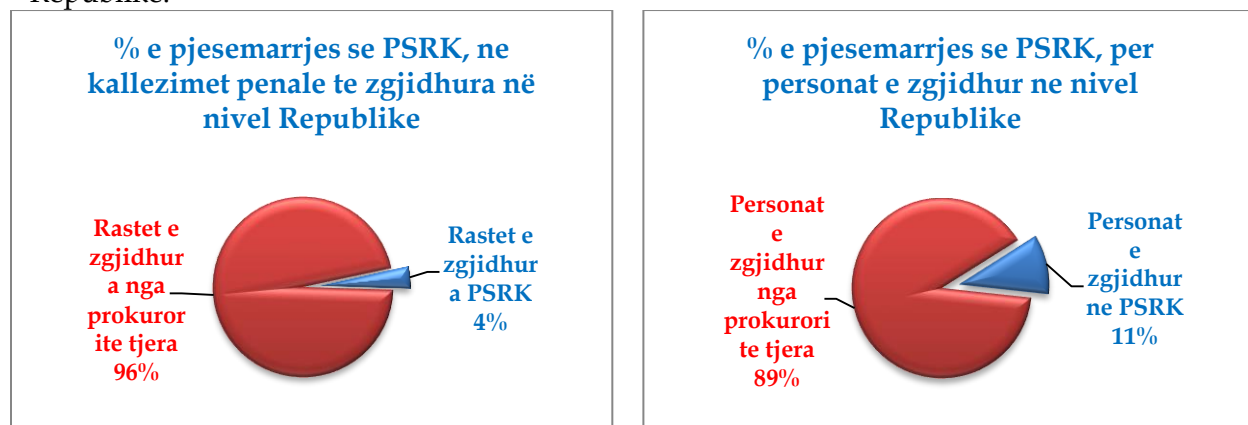 Republike.
% e pjesemarrjes se PSRK, ne
kallezimet penale te zgjidhura në
nivel Republike
Rastet e
zgjidhur
a nga
prokuror
ite tjera
96%
Rastet e
zgjidhur
a PSRK
4%
% e pjesemarrjes se PSRK, per
personat e zgjidhur ne nivel
Republike
Personat
e
zgjidhur
nga
prokurori
te tjera
89%
Personat
e
zgjidhur
ne PSRK
11%